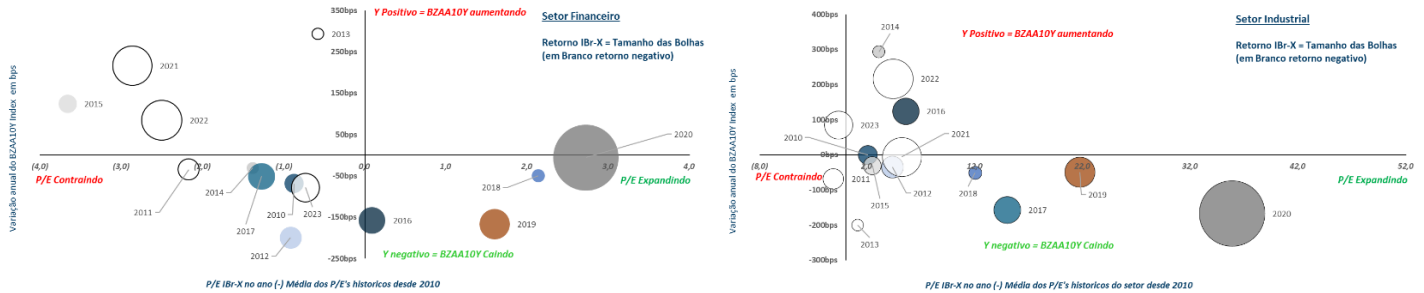 Y Positivo = BZAA10Y aumentando
Setor Financeiro
Retorno IBr-X = Tamanho das Bolhas
(em Branco retorno negativo)
Variação anual do BZAA10Y Index em bps
350bps
250bps
150bps
50bps
-50bps
-150bps
-250bps
(4,0)
(3,0)
(2,0)
(1,0)
0,0
1,0
2,0
3,0
4,0
2013
2021
2015
2022
2020
2014
2011
2017
2010
2023
2012
2016
2018
2019
P/E Contraindo
P/E Expandindo
Y negativo = BZAA10Y Caindo
P/E IBr-X no ano (-) Média dos P/E's historicos desde 2010
Setor Industrial
Y Positivo = BZAA10Y aumentando
Retorno IBr-X = Tamanho das Bolhas
(em Branco retorno negativo)
Variação anual do BZAA10Y Index em bps
400bps
300bps
200bps
100bps
0bps
-100bps
-200bps
-300bps
(8,0)
2,0
12,0
22,0
32,0
42,0
52,0
2014
2022
2016
2023
2010
2021
2011
2015
2012
2018
2019
2017
2013
2020
P/E Contraindo
P/E Expandindo
Y negativo = BZAA10Y Caindo
P/E IBr-X no ano (-) Média dos P/E's historicos do setor desde 2010